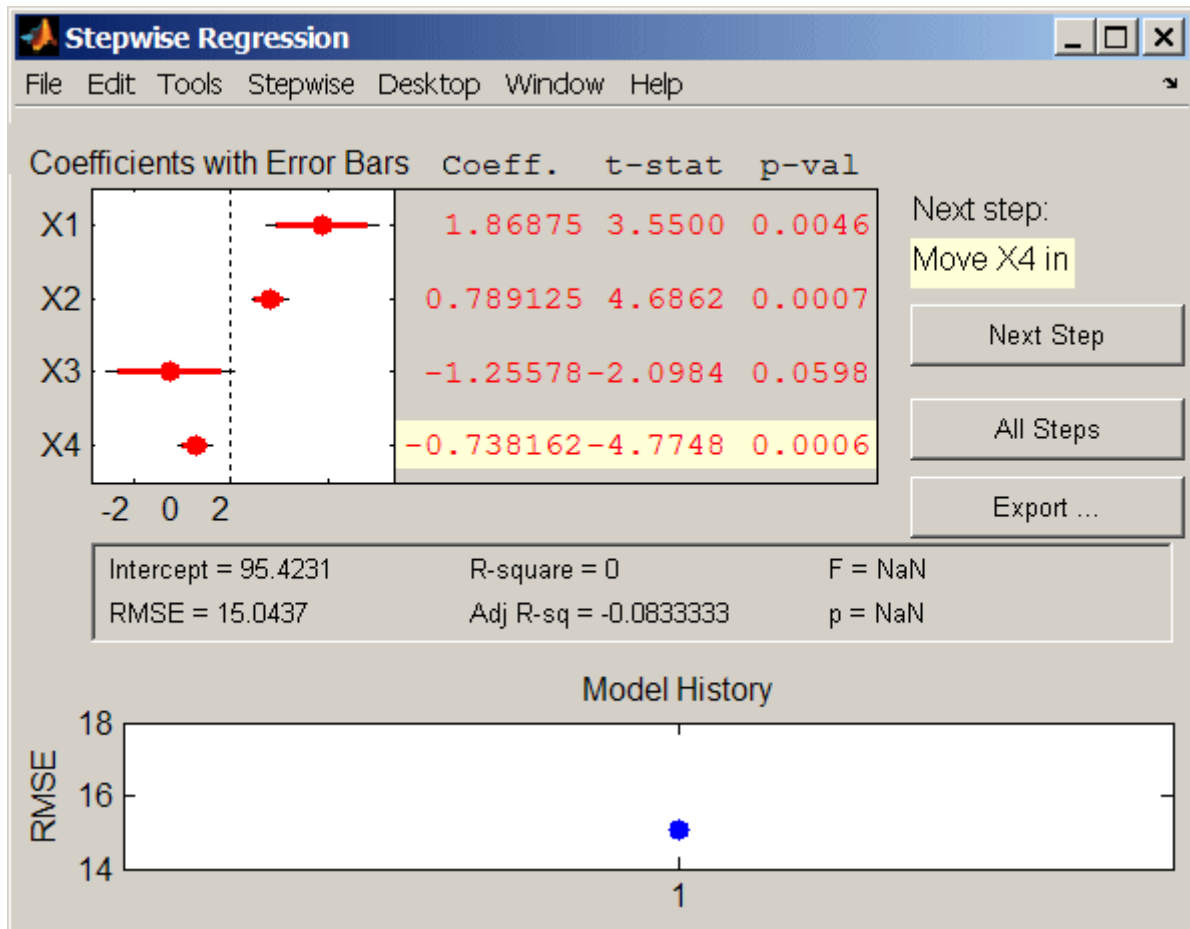 Stepwise Regression
File Edit Tools Stepwise Desktop Window Help
Coefficients with Error Bars Coeff. t-stat p-val
X1 1.86875 3.5500 0.0046
X2 0.789125 4.6862 0.0007
X3 -1.25578 -2.0984 0.0598
X4 -0.738162 -4.7748 0.0006
-2 0 2
Next step:
Move X4 in
Next Step
All Steps
Export ...
Intercept = 95.4231 R-square = 0 F = NaN
RMSE = 15.0437 Adj R-sq = -0.0833333 p = NaN
Model History
RMSE
18
16
14
1